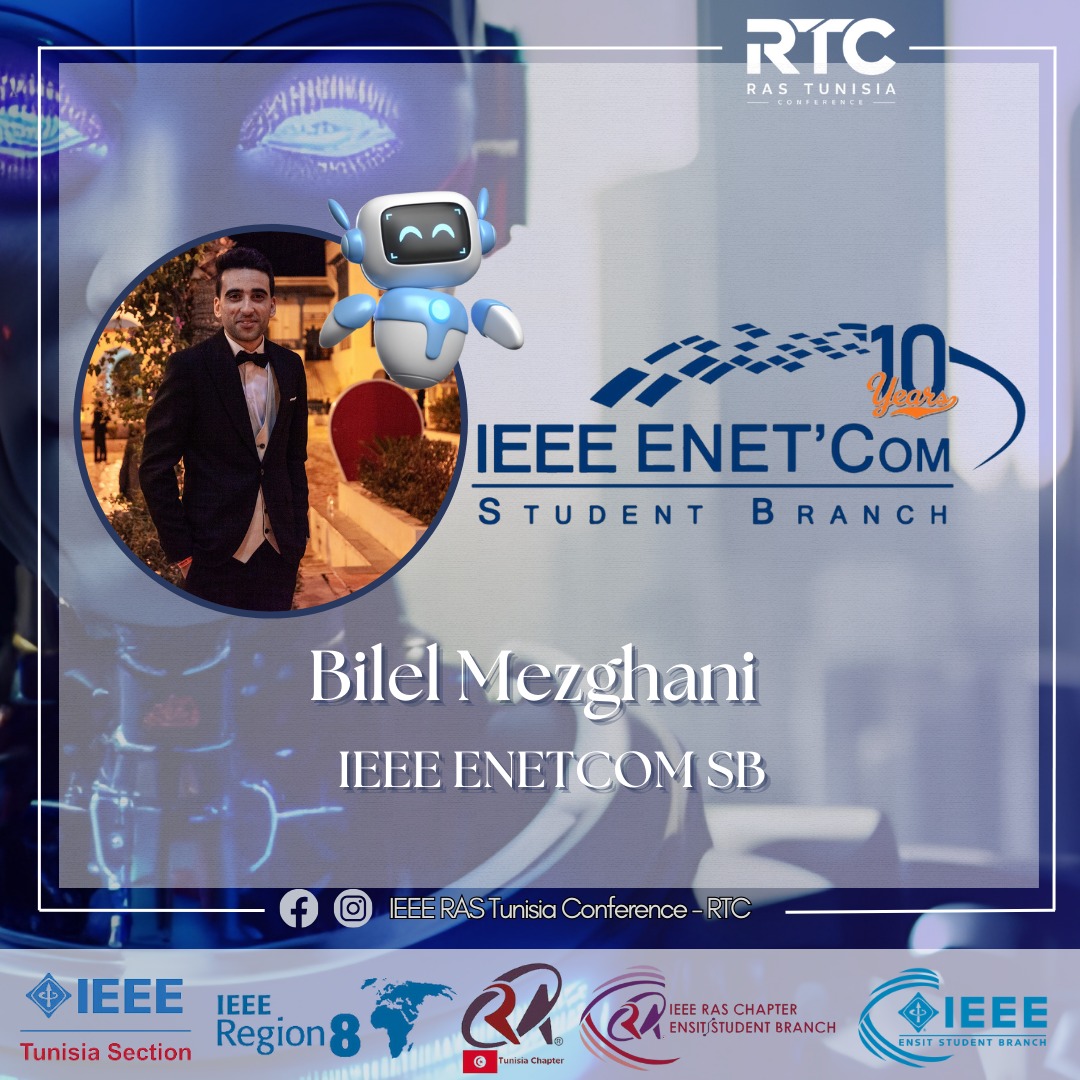 RTC
RAS TUNISIA
CONFERENCE
10
Years
IEEE ENET'COM
STUDENT BRANCH
Bilel Mezghani
IEEE ENETCOM SB
IEEE RAS Tunisia Conference - RTC
IEEE
Tunisia Section
IEEE
Region 8
RA
®
Tunisia Chapter
RA
IEEE RAS CHAPTER
ENSIT STUDENT BRANCH
IEEE
ENSIT STUDENT BRANCH